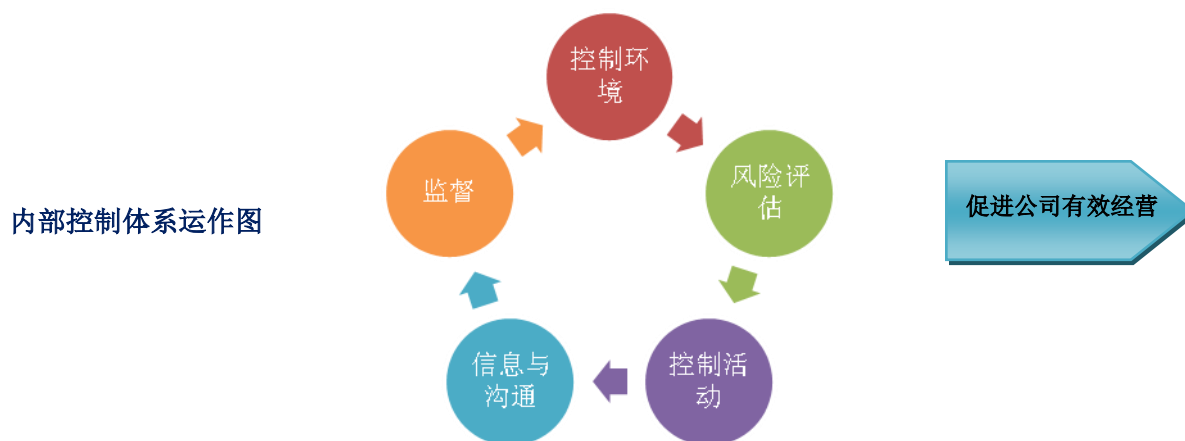 内部控制体系运作图
控制环
境
风险评
估
控制活
动
信息与
沟通
监督
促进公司有效经营